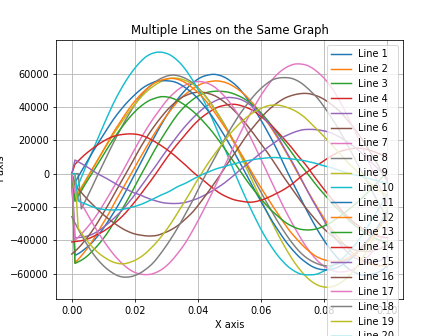 Multiple Lines on the Same Graph
60000
40000
20000
0
−20000
−40000
−60000
axis
0.00
0.02
0.04
0.06
X axis
Line 1
Line 2
Line 3
Line 4
Line 5
Line 6
Line 7
Line 8
Line 9
Line 10
Line 11
Line 12
Line 13
Line 14
Line 15
Line 16
Line 17
Line 18
Line 19
Line 20